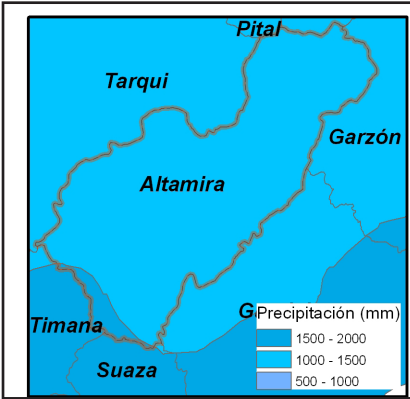 Pital
Tarqui
Garzón
Altamira
Timana
Suaza
Precipitación (mm)
1500 - 2000
1000 - 1500
500 - 1000